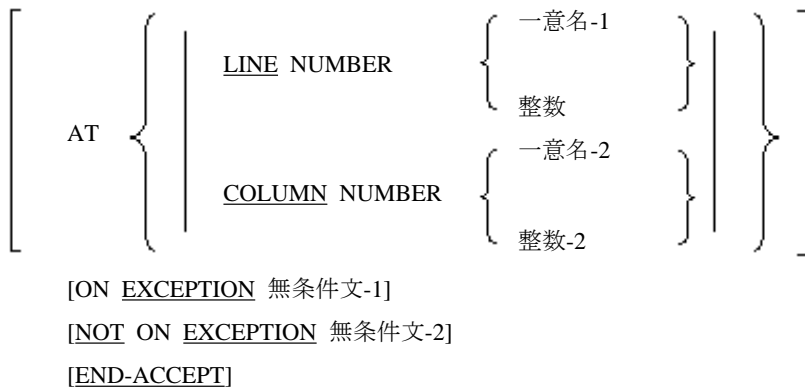 一意名-1
LINE NUMBER
整数
AT
一意名-2
COLUMN NUMBER
整数-2
[ON EXCEPTION 無条件文-1]
[NOT ON EXCEPTION 無条件文-2]
[END-ACCEPT]